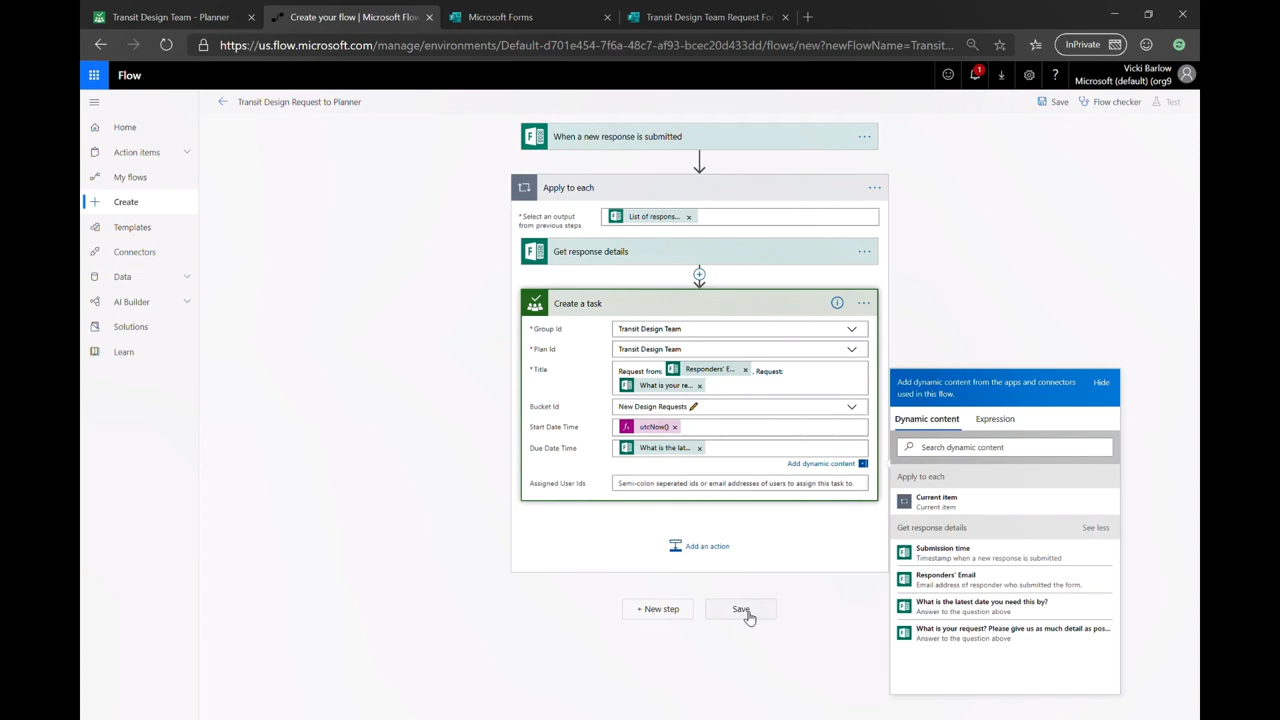 Transit Design Team - Planner
Create your flow | Microsoft Flow
Microsoft Forms
Transit Design Team Request Fo
https://us.flow.microsoft.com/manage/environments/Default-d701e454-7f6a-48c7-af93-bcec20d433dd/flows/new?newFlowName=Transit...
InPrivate
Flow
1
Vicki Barlow
Microsoft (default) (org9
Transit Design Request to Planner
Save
Flow checker
Test
Home
Action items
My flows
Create
Templates
Connectors
Data
AI Builder
Solutions
Learn
When a new response is submitted
Apply to each
* Select an output
from previous steps
List of respons...
Get response details
Create a task
* Group Id
Transit Design Team
* Plan Id
Transit Design Team
* Title
Request from: Responders' E... , Request:
What is your re...
Bucket Id
New Design Requests
Start Date Time
utcNow()
Due Date Time
What is the lat...
Add dynamic content
Assigned User Ids
Semi-colon seperated ids or email addresses of users to assign this task to.
Add an action
+ New step
Save
Add dynamic content from the apps and connectors
used in this flow.
Hide
Dynamic content
Expression
Search dynamic content
Apply to each
Current item
Current item
Get response details
See less
Submission time
Timestamp when a new response is submitted
Responders' Email
Email address of responder who submitted the form.
What is the latest date you need this by?
Answer to the question above
What is your request? Please give us as much detail as pos...
Answer to the question above